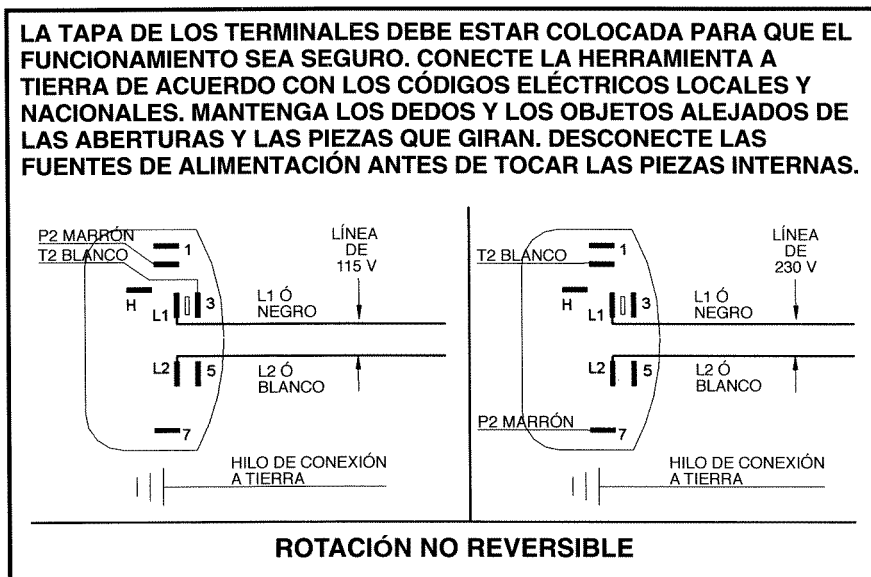 LA TAPA DE LOS TERMINALES DEBE ESTAR COLOCADA PARA QUE EL
FUNCIONAMIENTO SEA SEGURO. CONECTE LA HERRAMIENTA A
TIERRA DE ACUERDO CON LOS CÓDIGOS ELÉCTRICOS LOCALES Y
NACIONALES. MANTENGA LOS DEDOS Y LOS OBJETOS ALEJADOS DE
LAS ABERTURAS Y LAS PIEZAS QUE GIRAN. DESCONECTE LAS
FUENTES DE ALIMENTACIÓN ANTES DE TOCAR LAS PIEZAS INTERNAS.
P2 MARRÓN
T2 BLANCO
1
H
L1
3
L2
5
7
LÍNEA
DE
115 V
L1 Ó
NEGRO
L2 Ó
BLANCO
HILO DE CONEXIÓN
A TIERRA
T2 BLANCO
1
H
L1
3
L2
5
P2 MARRÓN
7
LÍNEA
DE
230 V
L1 Ó
NEGRO
L2 Ó
BLANCO
HILO DE CONEXIÓN
A TIERRA
ROTACIÓN NO REVERSIBLE